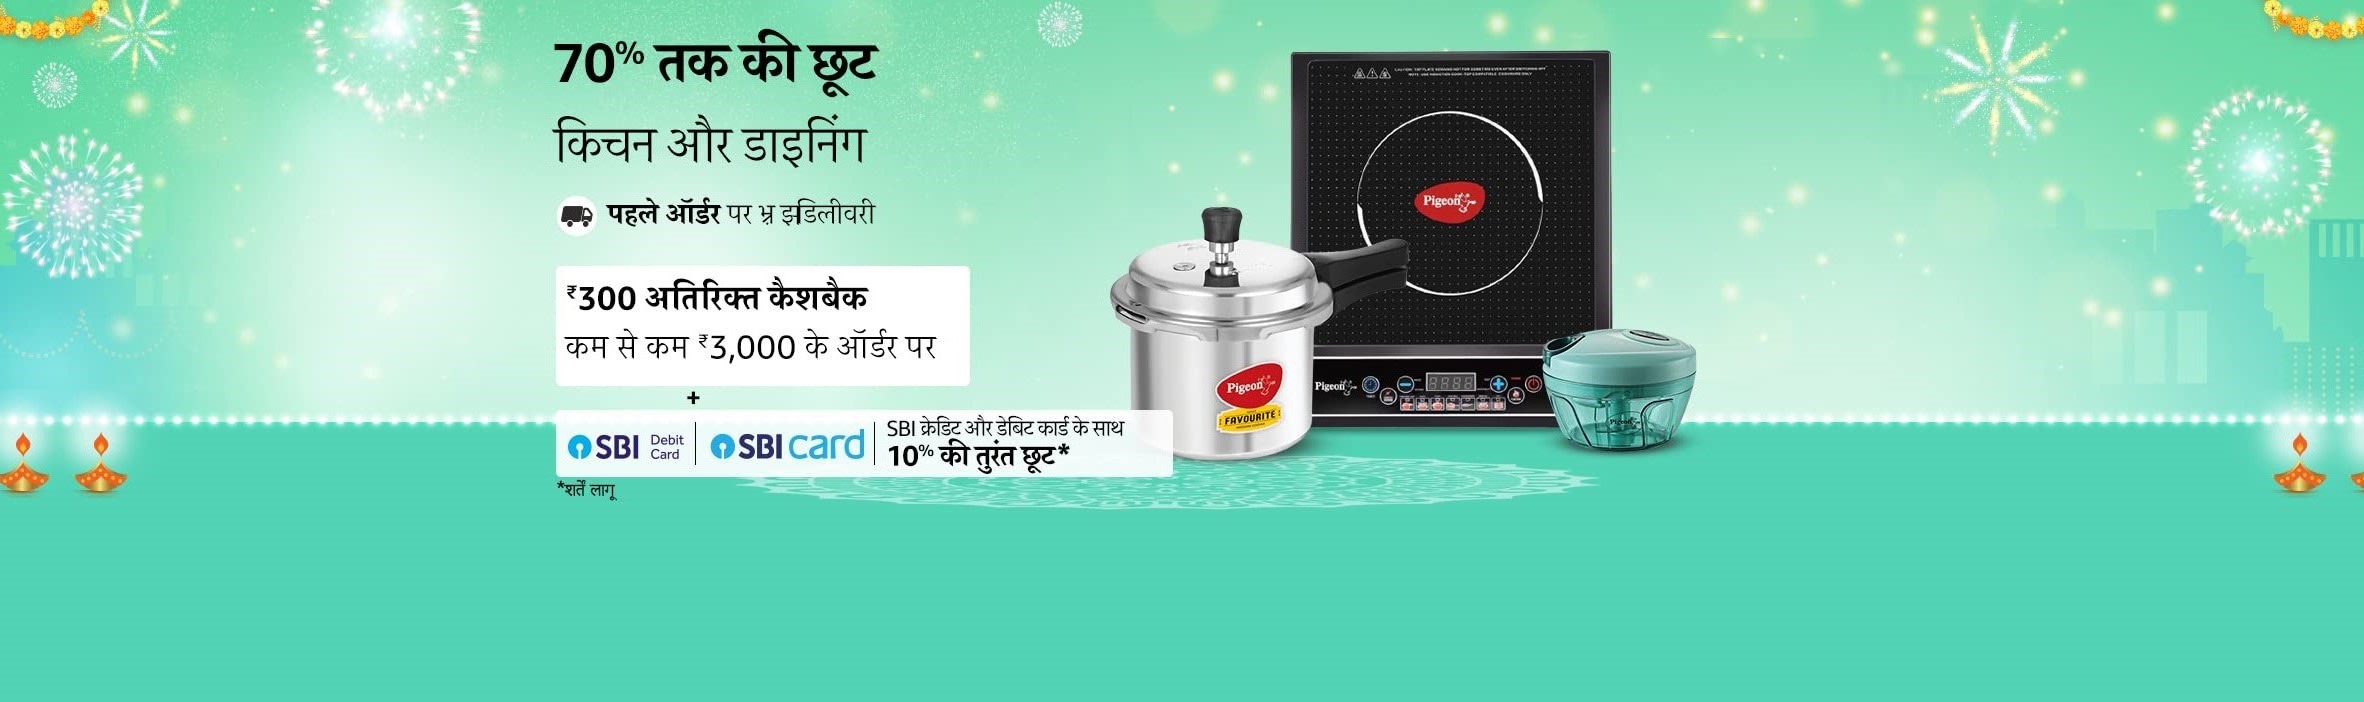 70% तक की छूट
किचन और डाइनिंग
पहले ऑर्डर पर डिलीवरी
₹300 अतिरिक्त कैशबैक
कम से कम ₹3,000 के ऑर्डर पर
+
SBI Debit Card
SBI card
SBI क्रेडिट और डेबिट कार्ड के साथ
10% की तुरंत छूट*
*शर्तें लागू
Pigeon
Pigeon
Pigeon
FAVOURITE
Pigeon